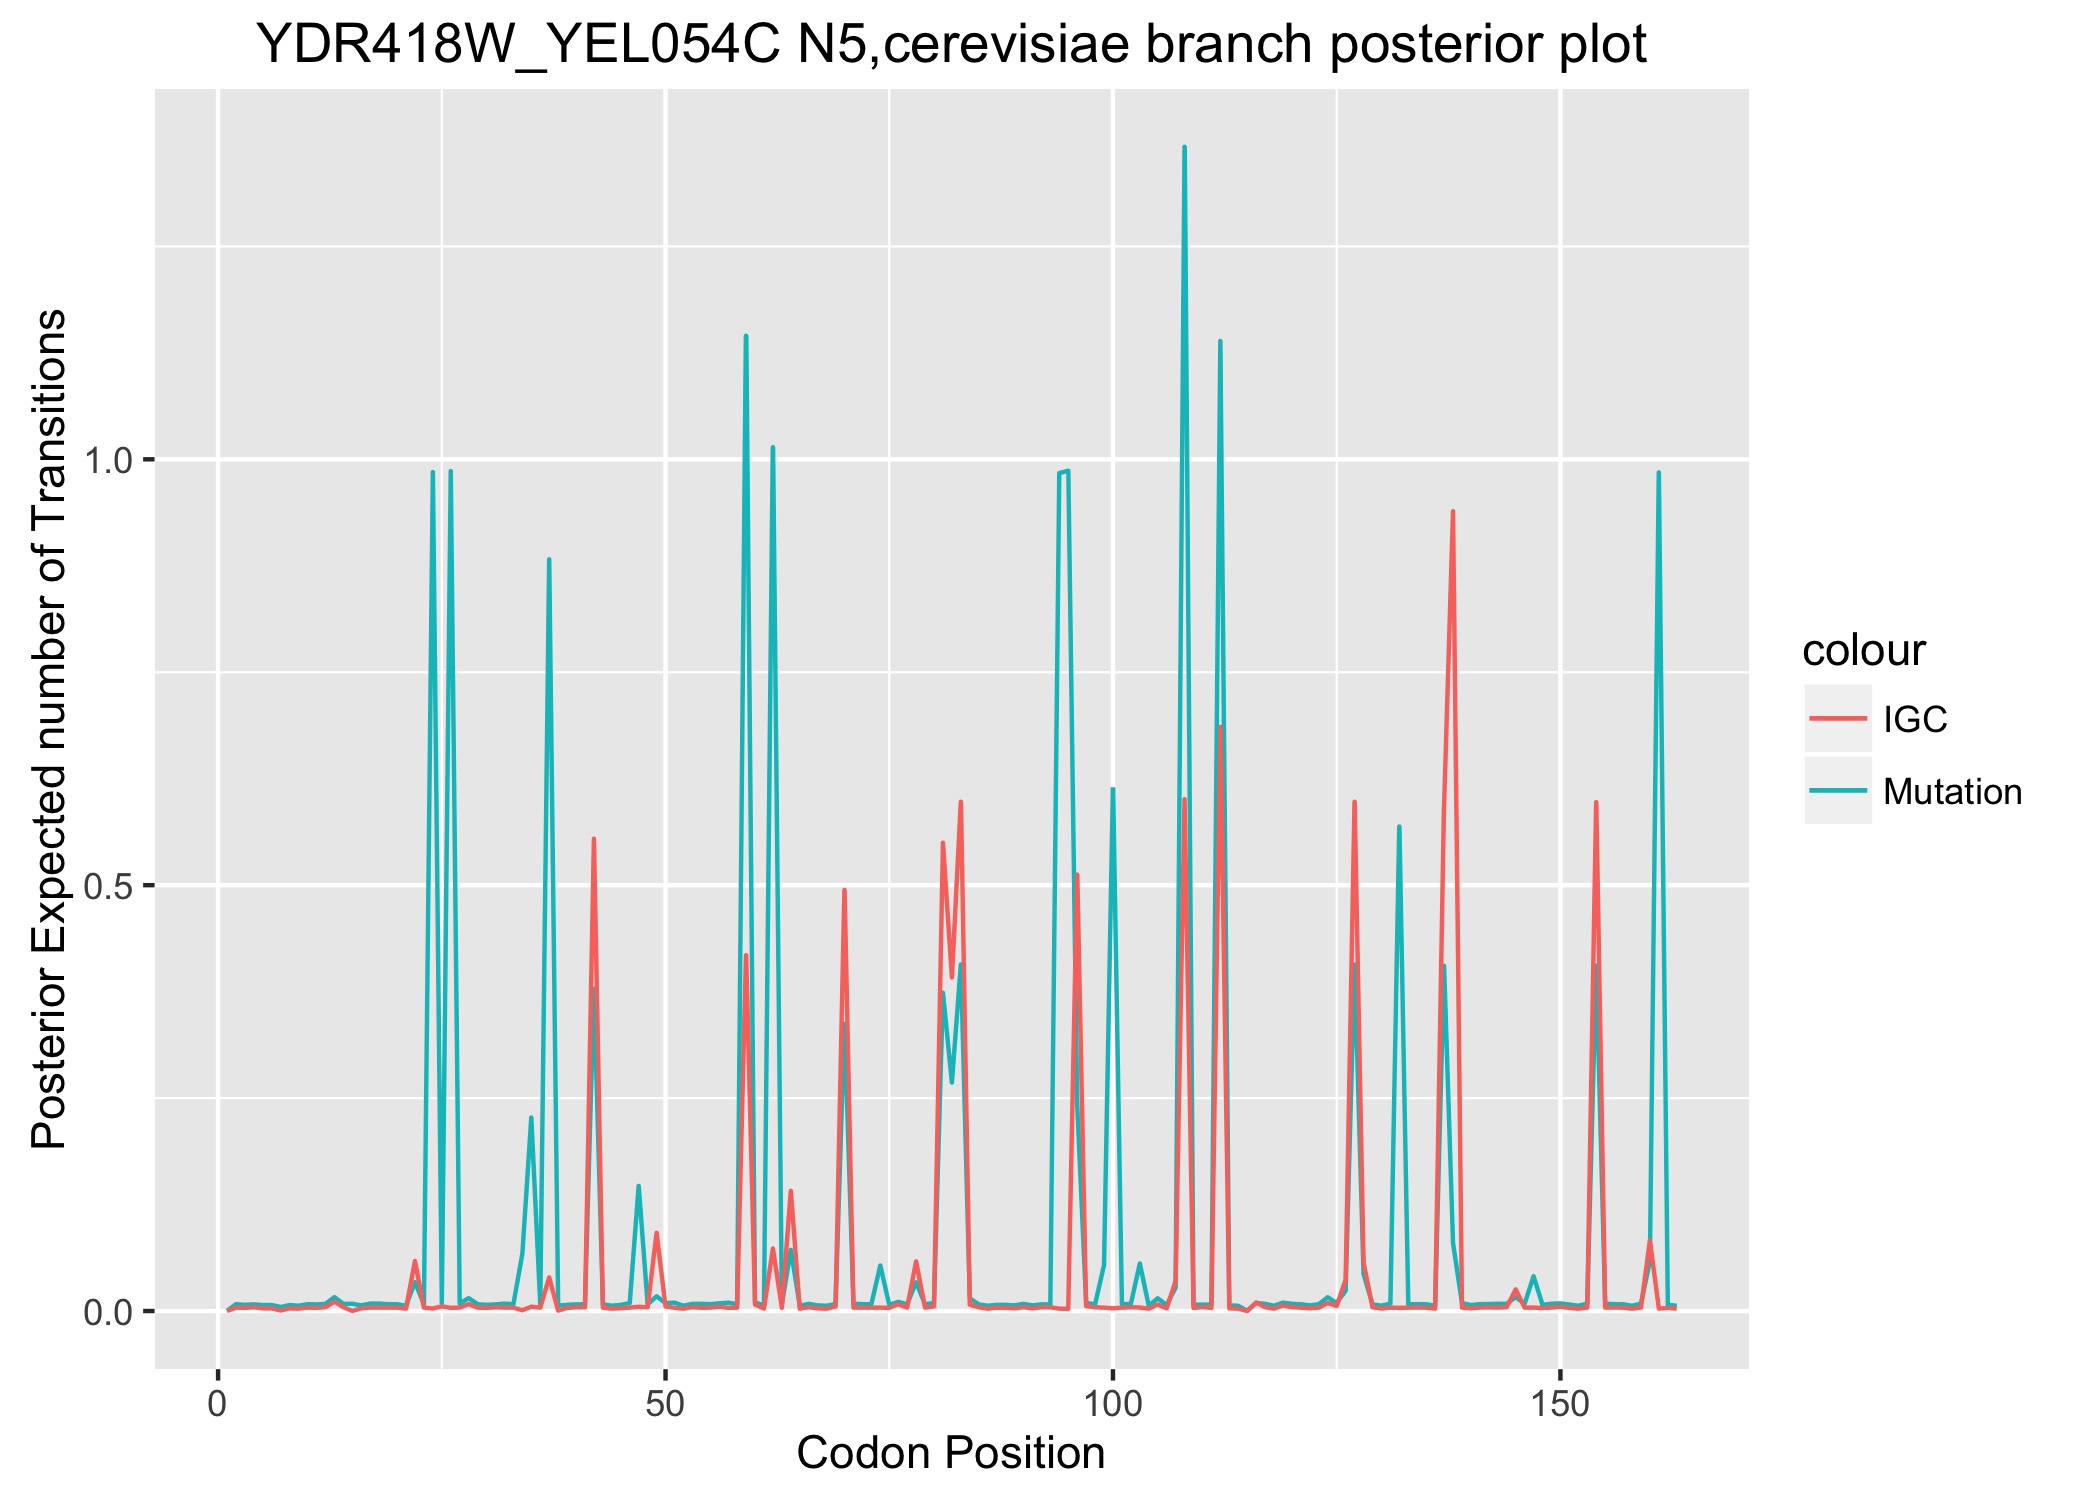 YDR418W_YEL054C N5,cerevisiae branch posterior plot
Posterior Expected number of Transitions
1.0
0.5
0.0
0 50 100 150
Codon Position
colour
IGC
Mutation